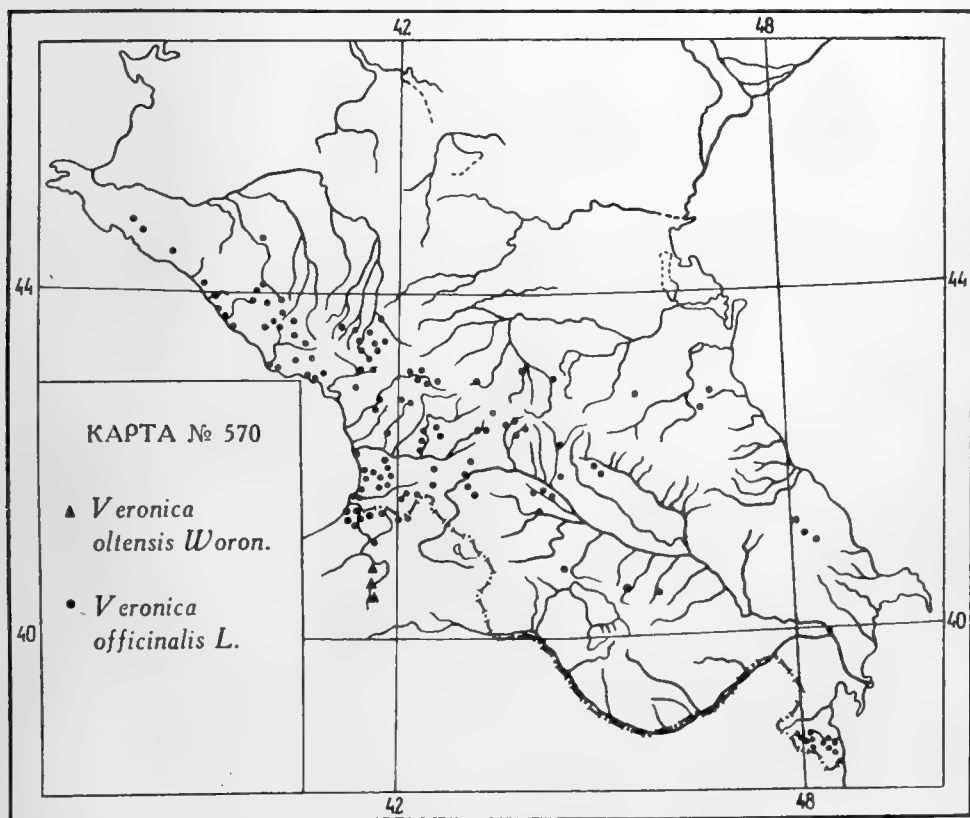 42 48
44 44
КАРТА № 570
Veronica
oltensis Woron.
Veronica
officinalis L.
40 40
42 48